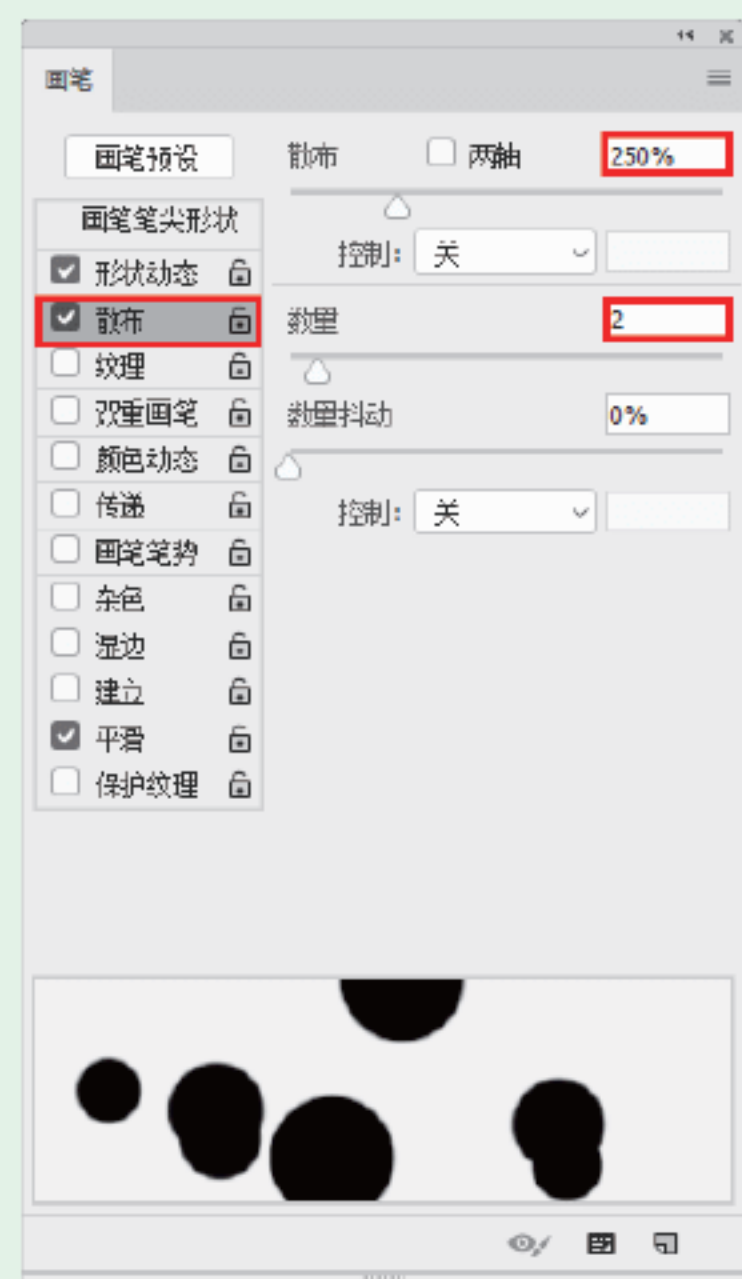 画笔
画笔预设
散布 两轴 250%
画笔笔尖形状
控制: 关
形状动态
散布
数量 2
纹理
双重画笔
数量抖动 0%
颜色动态
传递
控制: 关
画笔笔势
杂色
湿边
建立
平滑
保护纹理